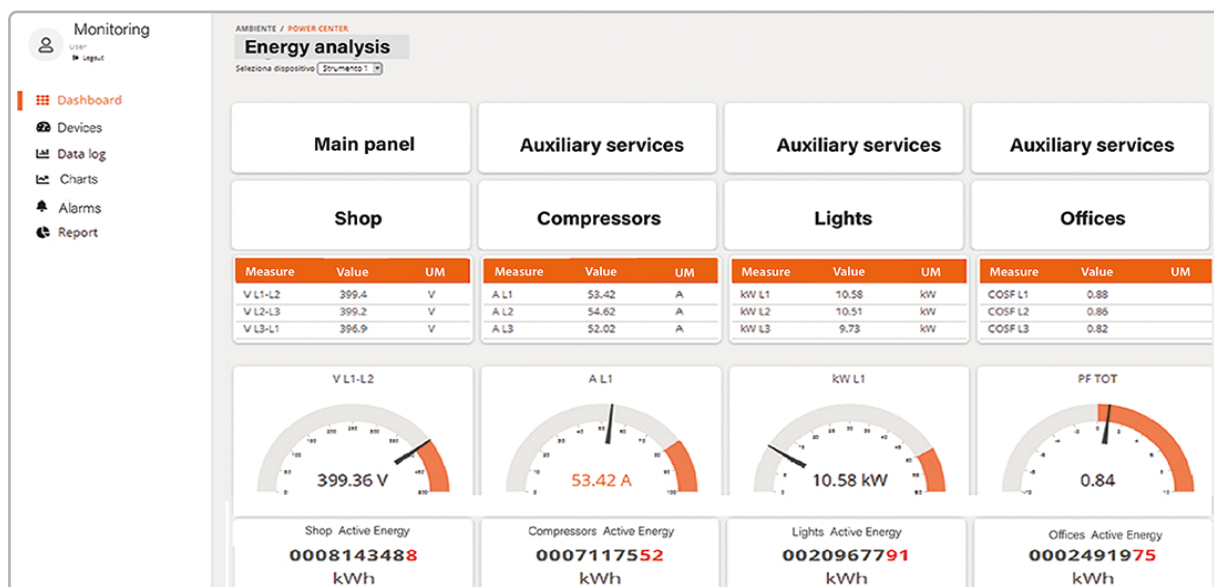 Monitoring
User
Logout
Dashboard
Devices
Data log
Charts
Alarms
Report
AMBIENTE / POWER CENTER
Energy analysis
Seleziona dispositivo Strumento 1
Main panel Auxiliary services Auxiliary services Auxiliary services
Shop Compressors Lights Offices
Measure Value UM Measure Value UM Measure Value UM Measure Value UM
V L1-L2 399.4 V A L1 53.42 A kW L1 10.58 kW COSF L1 0.88
V L2-L3 399.2 V A L2 54.62 A kW L2 10.51 kW COSF L2 0.86
V L3-L1 396.9 V A L3 52.02 A kW L3 9.73 kW COSF L3 0.82
V L1-L2 A L1 kW L1 PF TOT
399.36 V 53.42 A 10.58 kW 0.84
Shop Active Energy Compressors Active Energy Lights Active Energy Offices Active Energy
0008143488 0007117552 0020967791 0002491975
kWh kWh kWh kWh